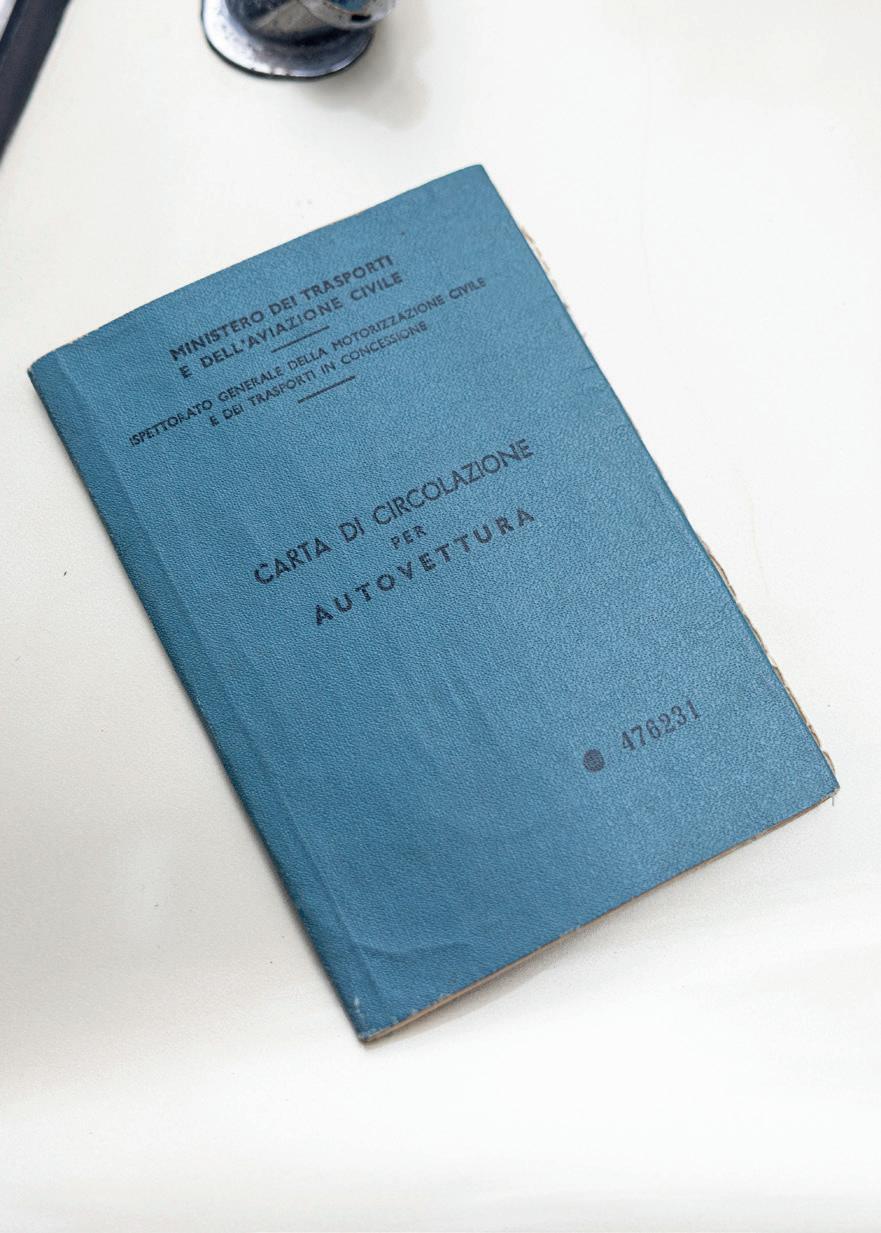 MINISTERO DEI TRASPORTI
E DELL'AVIAZIONE CIVILE
ISPETTORATO GENERALE DELLA MOTORIZZAZIONE CIVILE
E DEI TRASPORTI IN CONCESSIONE
CARTA DI CIRCOLAZIONE
PER
AUTOVETTURA
476231